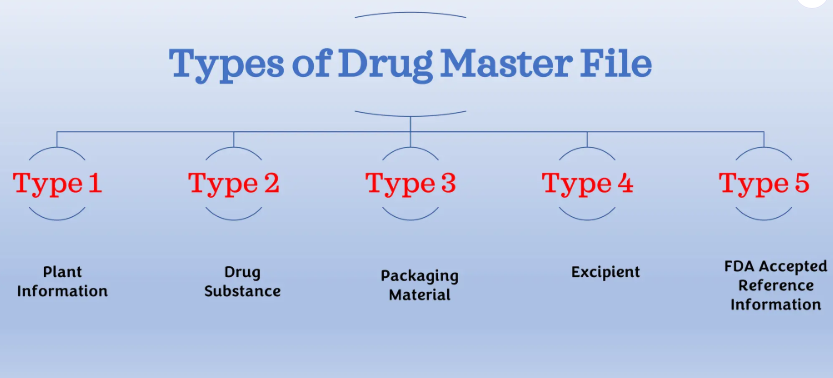 Types of Drug Master File
Type 1
Type 2
Type 3
Type 4
Type 5
Plant
Information
Drug
Substance
Packaging
Material
Excipient
FDA Accepted
Reference
Information